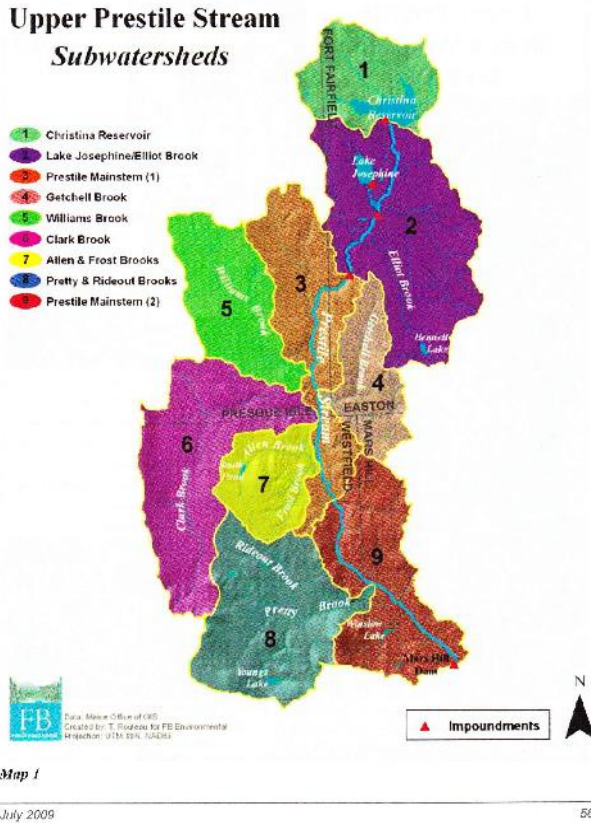 Upper Prestile Stream
Subwatersheds
1 Christina Reservoir
2 Lake Josephine/Elliot Brook
3 Prestile Mainstem (1)
4 Getchell Brook
5 Williams Brook
6 Clark Brook
7 Allen & Frost Brooks
8 Pretty & Rideout Brooks
9 Prestile Mainstem (2)
FORT FAIRFIELD
1
Christina
Reservoir
Lake
Josephine
2
Elliot Brook
Bennett
Lake
3
Prestile Stream
Getchell Brook
4
5
Williams Brook
PRESQUE ISLE
EASTON
MARS HILL
WESTFIELD
6
Clark Brook
Allen Brook
Pond
7
Frost Brook
Rideout Brook
Pretty Brook
8
Youngs
Lake
9
Winslow
Lake
Mars Hill
Dam
FB
Data: Maine Office of GIS
Created by: T. Rouleau for FB Environmental
Projection: UTM 19N, NAD83
Impoundments
N
Map 1
July 2009
56